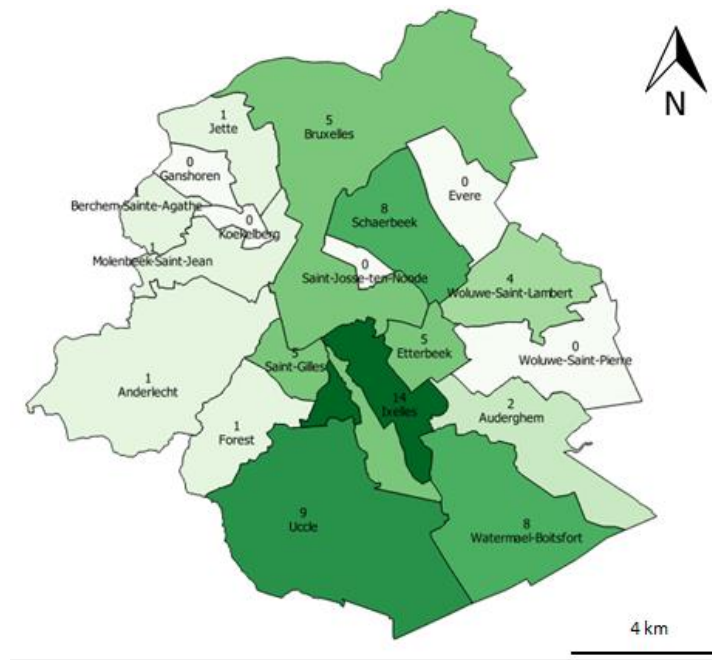 N
1
Jette
5
Bruxelles
0
Ganshoren
0
Evere
1
Berchem-Sainte-Agathe
8
Schaerbeek
0
Koekelberg
1
Molenbeek-Saint-Jean
0
Saint-Josse-ten-Noode
4
Woluwe-Saint-Lambert
5
Saint-Gilles
5
Etterbeek
0
Woluwe-Saint-Pierre
1
Anderlecht
14
Ixelles
2
Auderghem
1
Forest
9
Uccle
8
Watermael-Boitsfort
4 km